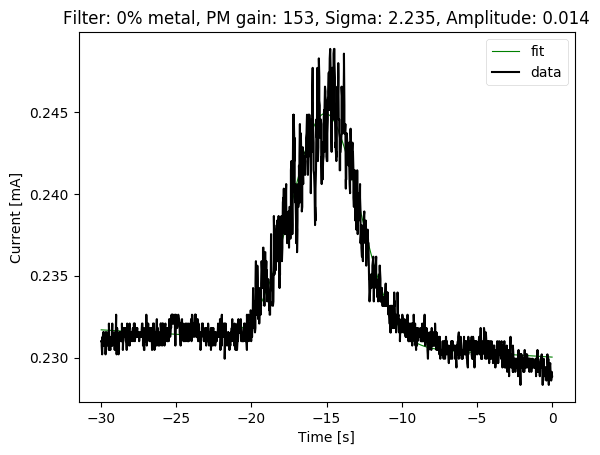 Filter: 0% metal, PM gain: 153, Sigma: 2.235, Amplitude: 0.014
fit
data
0.245
0.240
0.235
0.230
Current [mA]
−30 −25 −20 −15 −10 −5 0
Time [s]